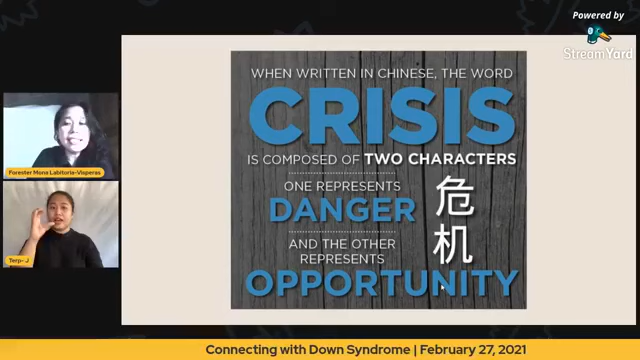 Powered by
StreamYard
WHEN WRITTEN IN CHINESE, THE WORD
CRISIS
IS COMPOSED OF TWO CHARACTERS
ONE REPRESENTS
DANGER
危
AND THE OTHER
REPRESENTS
机
OPPORTUNITY
Forester Mona Labitoria-Visperas
Terp- J
Connecting with Down Syndrome | February 27, 2021